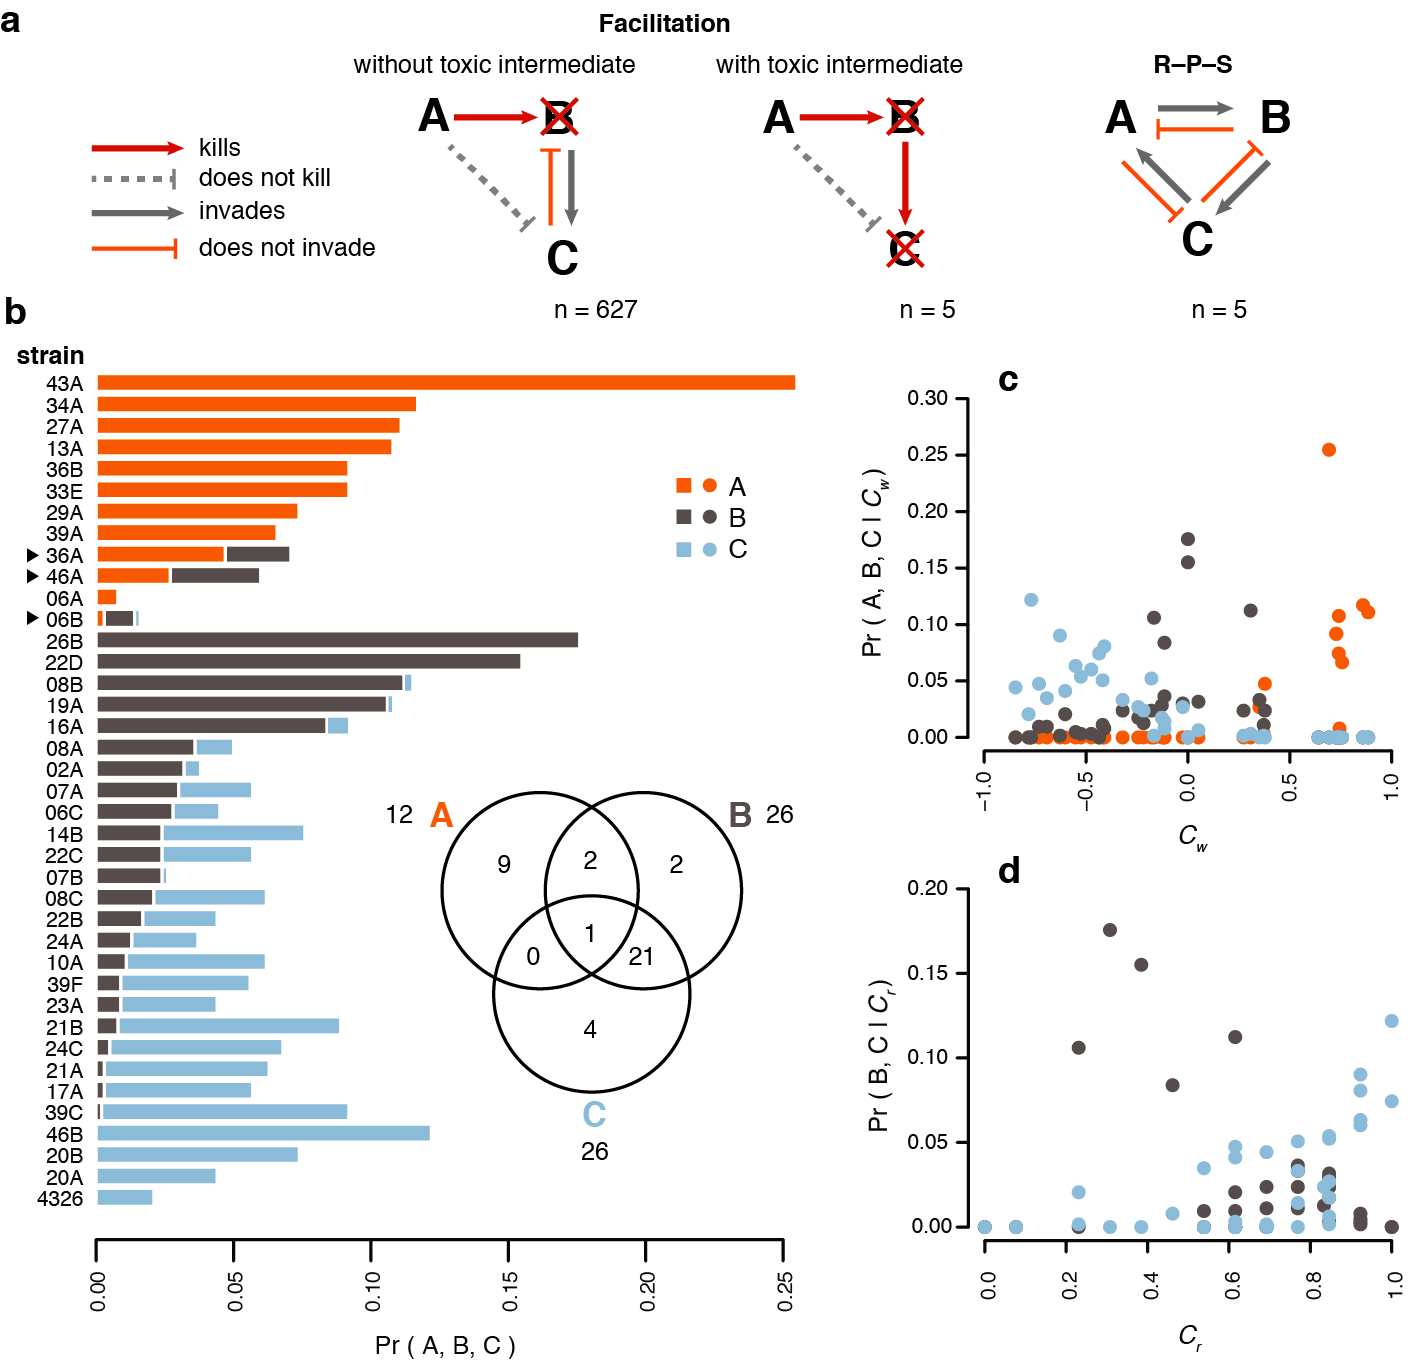 a
Facilitation
without toxic intermediate
with toxic intermediate
R–P–S
A B
C
A B
C
A B
C
kills
does not kill
invades
does not invade
n = 627
n = 5
n = 5
b
strain
43A
34A
27A
13A
36B
33E
29A
39A
36A
46A
06A
06B
26B
22D
08B
19A
16A
08A
02A
07A
06C
14B
22C
07B
08C
22B
24A
10A
39F
23A
21B
24C
21A
17A
39C
46B
20B
20A
4326
0.00 0.05 0.10 0.15 0.20 0.25
Pr ( A, B, C )
A
B
C
12 A
B 26
9 2 2
1
0 21
4
C
26
c
0.30
0.25
0.20
0.15
0.10
0.05
0.00
Pr ( A, B, C I Cw)
−1.0 −0.5 0.0 0.5 1.0
Cw
d
0.20
0.15
0.10
0.05
0.00
Pr ( B, C I Cr)
0.0 0.2 0.4 0.6 0.8 1.0
Cr